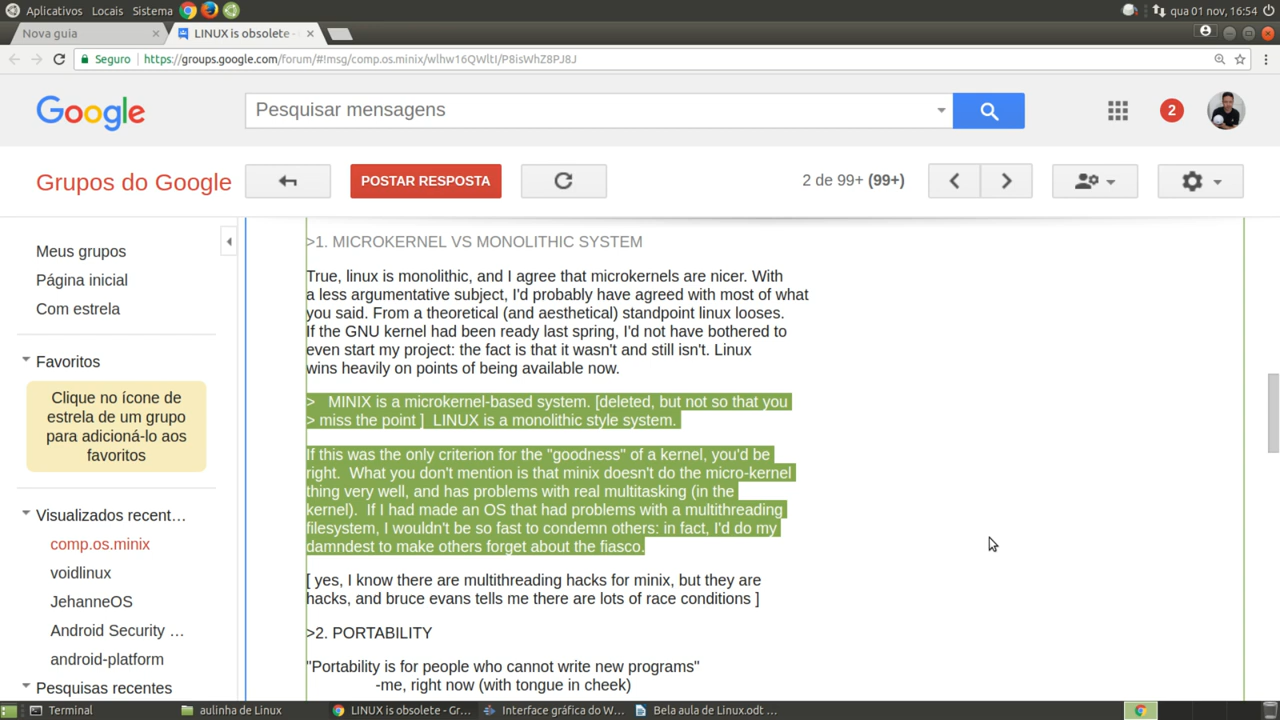 Aplicativos Locais Sistema qua 01 nov, 16:54
Nova guia × LINUX is obsolete - ×
Seguro https://groups.google.com/forum/#!msg/comp.os.minix/wlhw16QWltI/P8isWhZ8PJ8J
Google Pesquisar mensagens 2
Grupos do Google POSTAR RESPOSTA 2 de 99+ (99+)
Meus grupos
Página inicial
Com estrela
Favoritos
Clique no ícone de
estrela de um grupo
para adicioná-lo aos
favoritos
Visualizados recent…
comp.os.minix
voidlinux
JehanneOS
Android Security …
android-platform
Pesquisas recentes
>1. MICROKERNEL VS MONOLITHIC SYSTEM
True, linux is monolithic, and I agree that microkernels are nicer. With
a less argumentative subject, I'd probably have agreed with most of what
you said. From a theoretical (and aesthetical) standpoint linux looses.
If the GNU kernel had been ready last spring, I'd not have bothered to
even start my project: the fact is that it wasn't and still isn't. Linux
wins heavily on points of being available now.
> MINIX is a microkernel-based system. [deleted, but not so that you
> miss the point ] LINUX is a monolithic style system.
If this was the only criterion for the "goodness" of a kernel, you'd be
right. What you don't mention is that minix doesn't do the micro-kernel
thing very well, and has problems with real multitasking (in the
kernel). If I had made an OS that had problems with a multithreading
filesystem, I wouldn't be so fast to condemn others: in fact, I'd do my
damndest to make others forget about the fiasco.
[ yes, I know there are multithreading hacks for minix, but they are
hacks, and bruce evans tells me there are lots of race conditions ]
>2. PORTABILITY
"Portability is for people who cannot write new programs"
-me, right now (with tongue in cheek)
Terminal aulinha de Linux LINUX is obsolete - Gr... Interface gráfica do W... Bela aula de Linux.odt ...